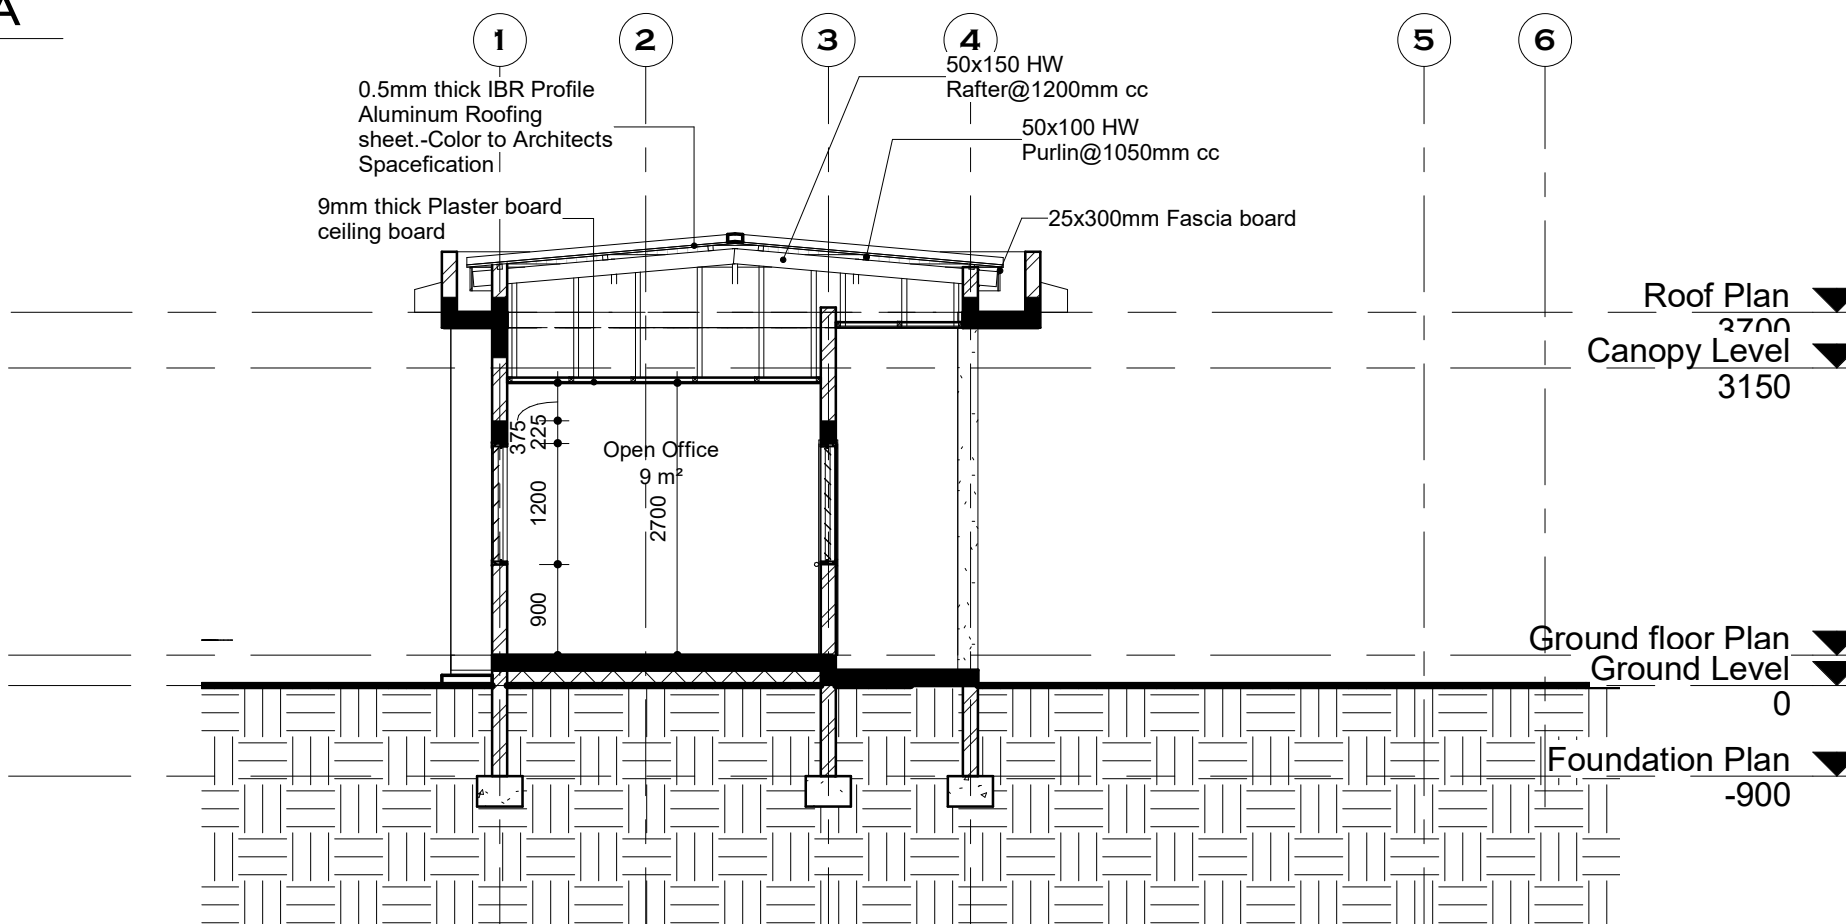 A
1
2
3
4
5
6
0.5mm thick IBR Profile
Aluminum Roofing
sheet.-Color to Architects
Spacefication
9mm thick Plaster board
ceiling board
50x150 HW
Rafter@1200mm cc
50x100 HW
Purlin@1050mm cc
25x300mm Fascia board
Roof Plan
3700
Canopy Level
3150
375
225
1200
900
2700
Open Office
9 m²
Ground floor Plan
Ground Level
0
Foundation Plan
-900